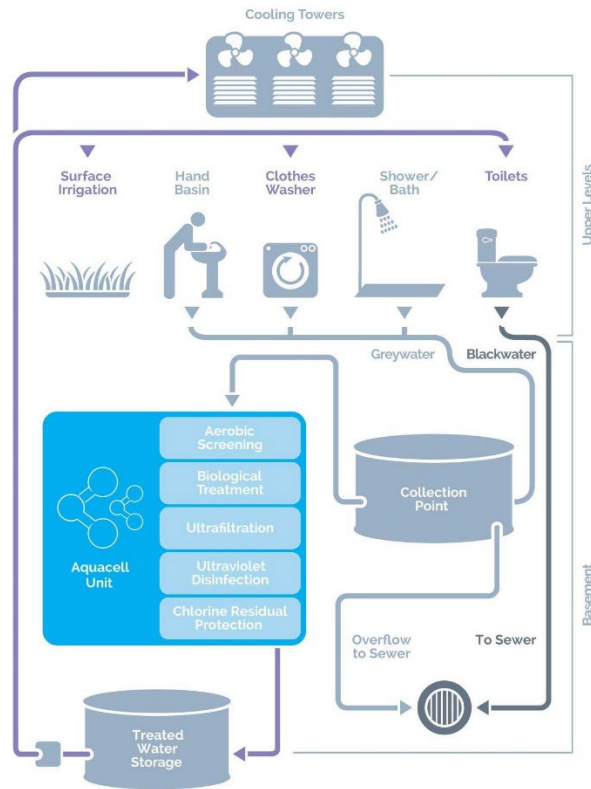 Cooling Towers
Surface
Irrigation
Hand
Basin
Clothes
Washer
Shower/
Bath
Toilets
Upper Levels
Greywater
Blackwater
Aerobic
Screening
Biological
Treatment
Ultrafiltration
Ultraviolet
Disinfection
Chlorine Residual
Protection
Aquacell
Unit
Collection
Point
Basement
Overflow
to Sewer
To Sewer
Treated
Water
Storage